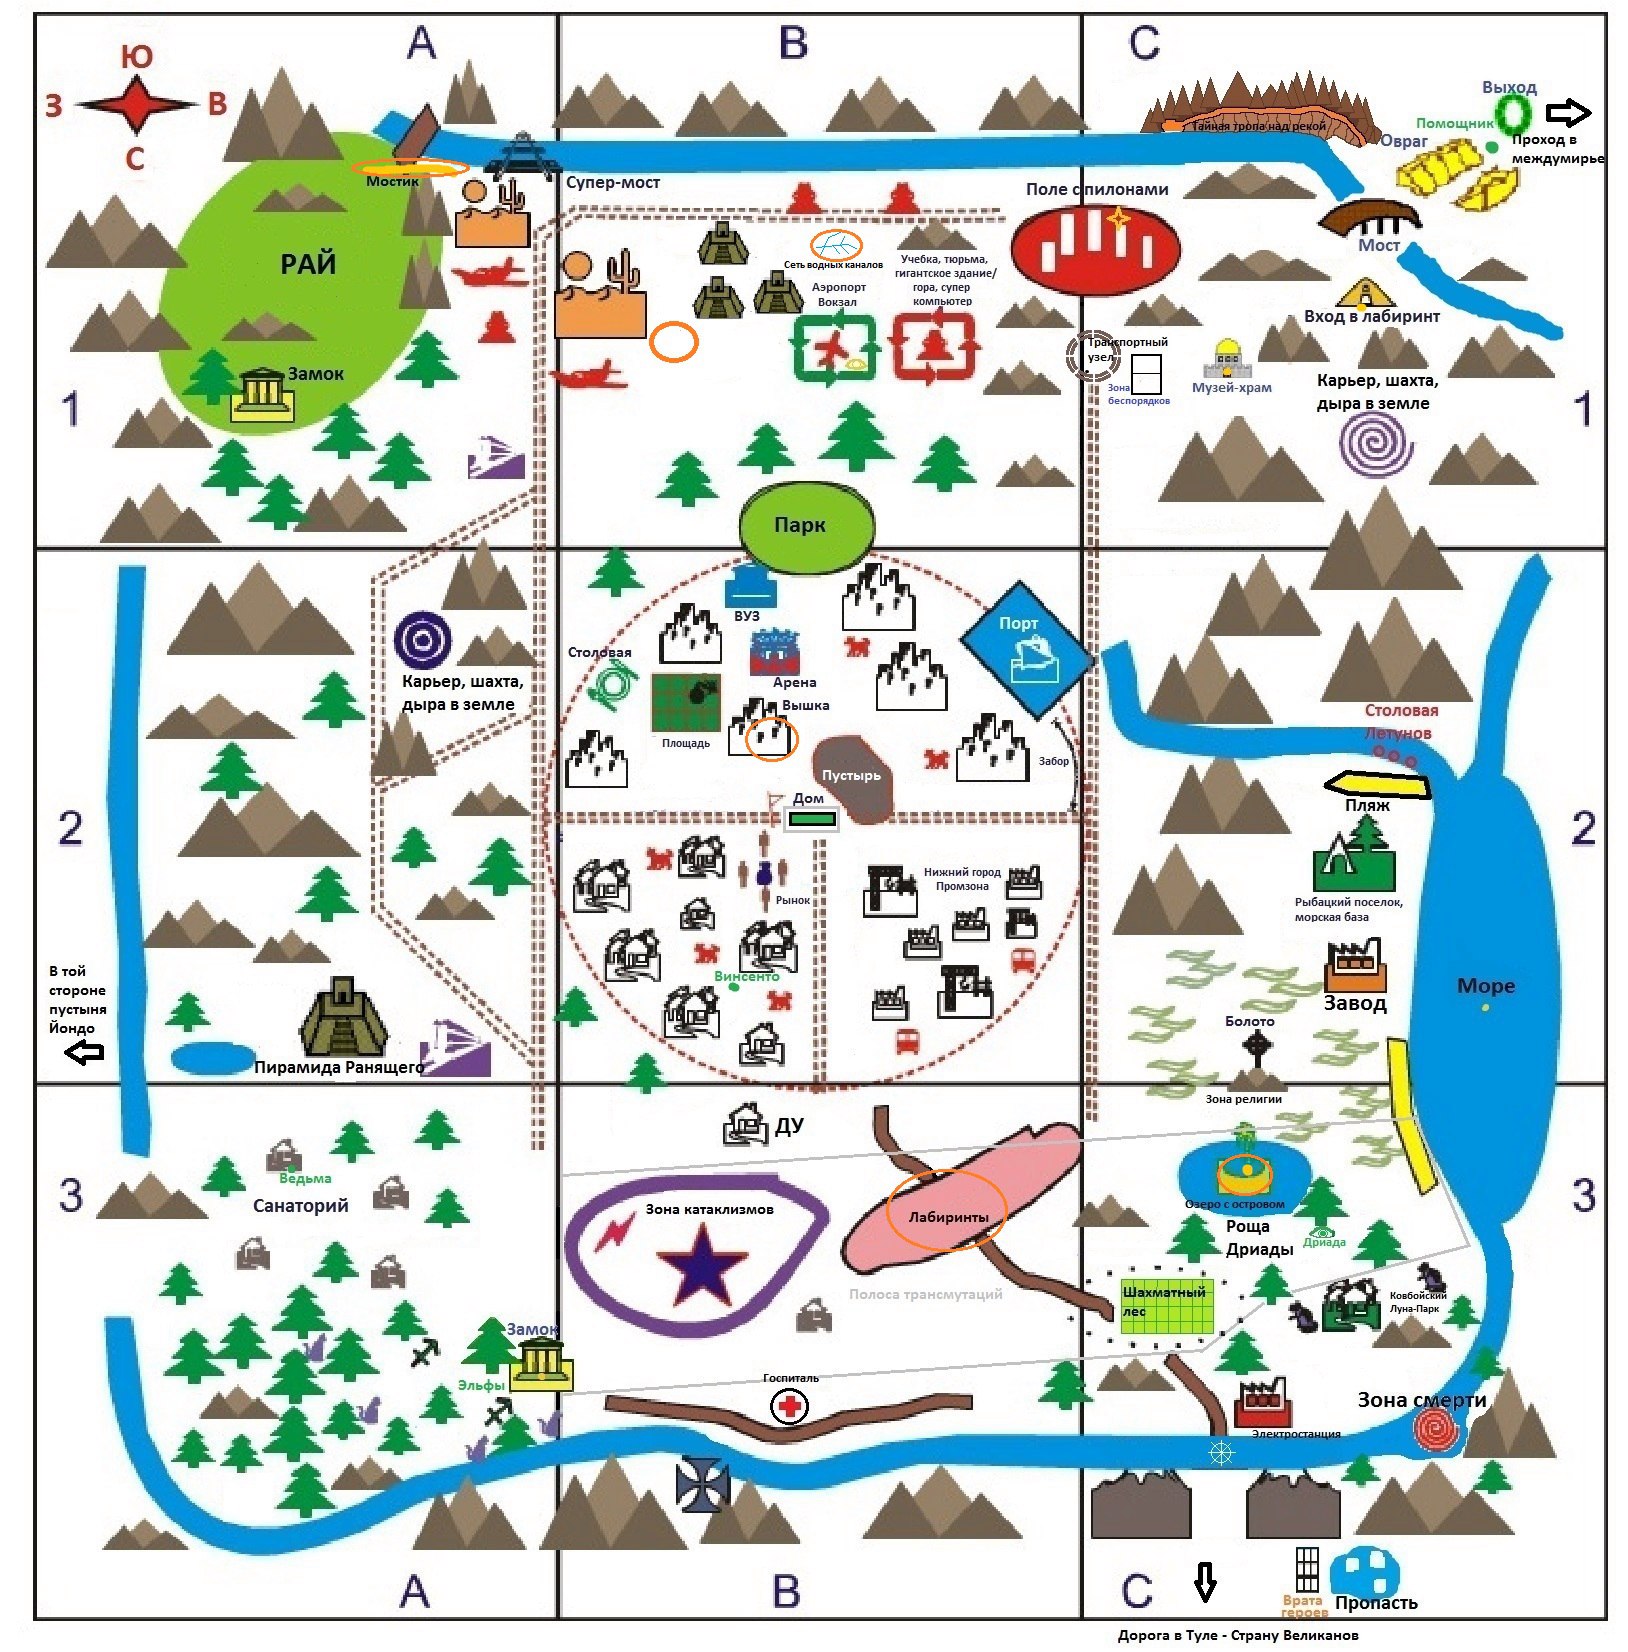 A
B
C
Ю
З
В
С
Выход
Тайная тропа над рекой
Помощник
Овраг
Проход в
междумирье
Мостик
Супер-мост
Поле с пилонами
Мост
РАЙ
Сеть водных каналов
Учебка, тюрьма,
гигантское здание/
гора, супер
компьютер
Аэропорт
Вокзал
Вход в лабиринт
Транспортный
узел
Зона
беспорядков
Музей-храм
Карьер, шахта,
дыра в земле
Замок
1
1
Парк
ВУЗ
Порт
Столовая
Арена
Карьер, шахта,
дыра в земле
Вышка
Площадь
Столовая
Летунов
Забор
Пустырь
Дом
Пляж
2
2
Нижний город
Промзона
Рынок
Рыбацкий поселок,
морская база
В той
стороне
пустыня
Йондо
Винсенто
Завод
Море
Болото
Пирамида Ранящего
Зона религии
ДУ
3
3
Ведьма
Санаторий
Зона катаклизмов
Лабиринты
Озеро с островом
Роща
Дриады
Дриада
Полоса трансмутаций
Шахматный
лес
Ковбойский
Луна-Парк
Замок
Эльфы
Госпиталь
Зона смерти
Электростанция
A
B
C
Врата
героев
Пропасть
Дорога в Туле - Страну Великанов